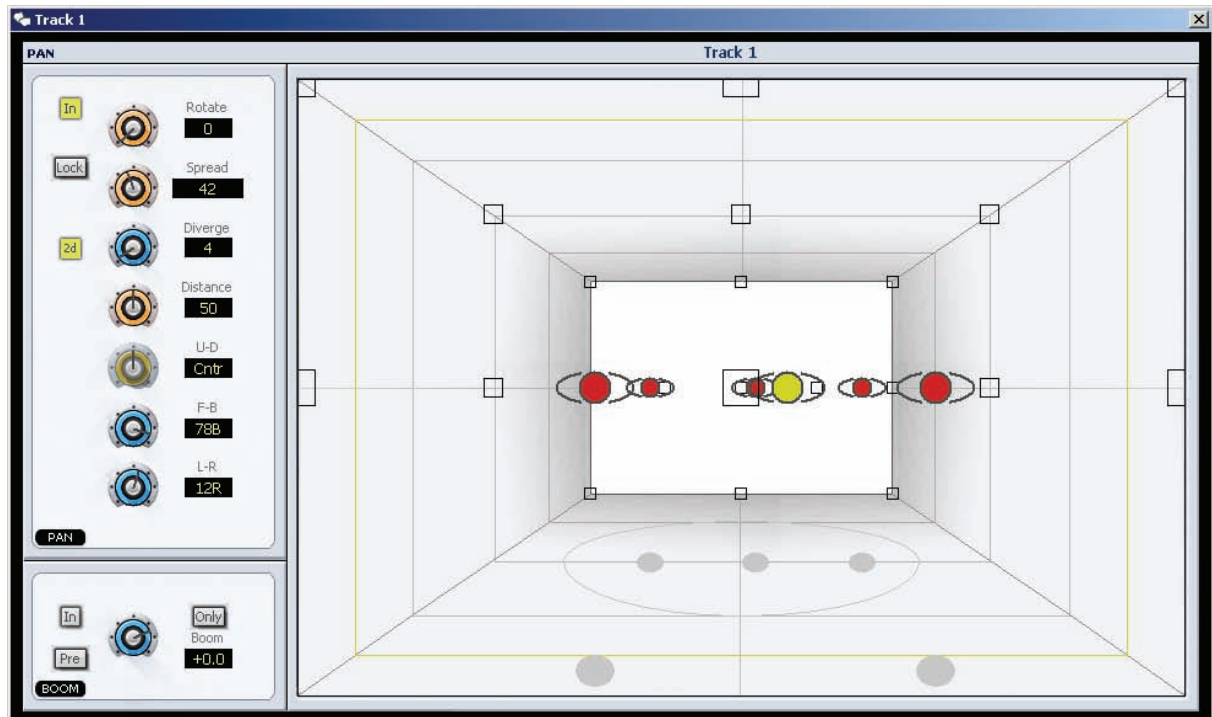 Track 1
PAN
Track 1
In
Rotate
0
Lock
Spread
42
Diverge
2d
4
Distance
50
U-D
Cntr
F-B
78B
L-R
12R
PAN
In
Only
Boom
Pre
+0.0
BOOM